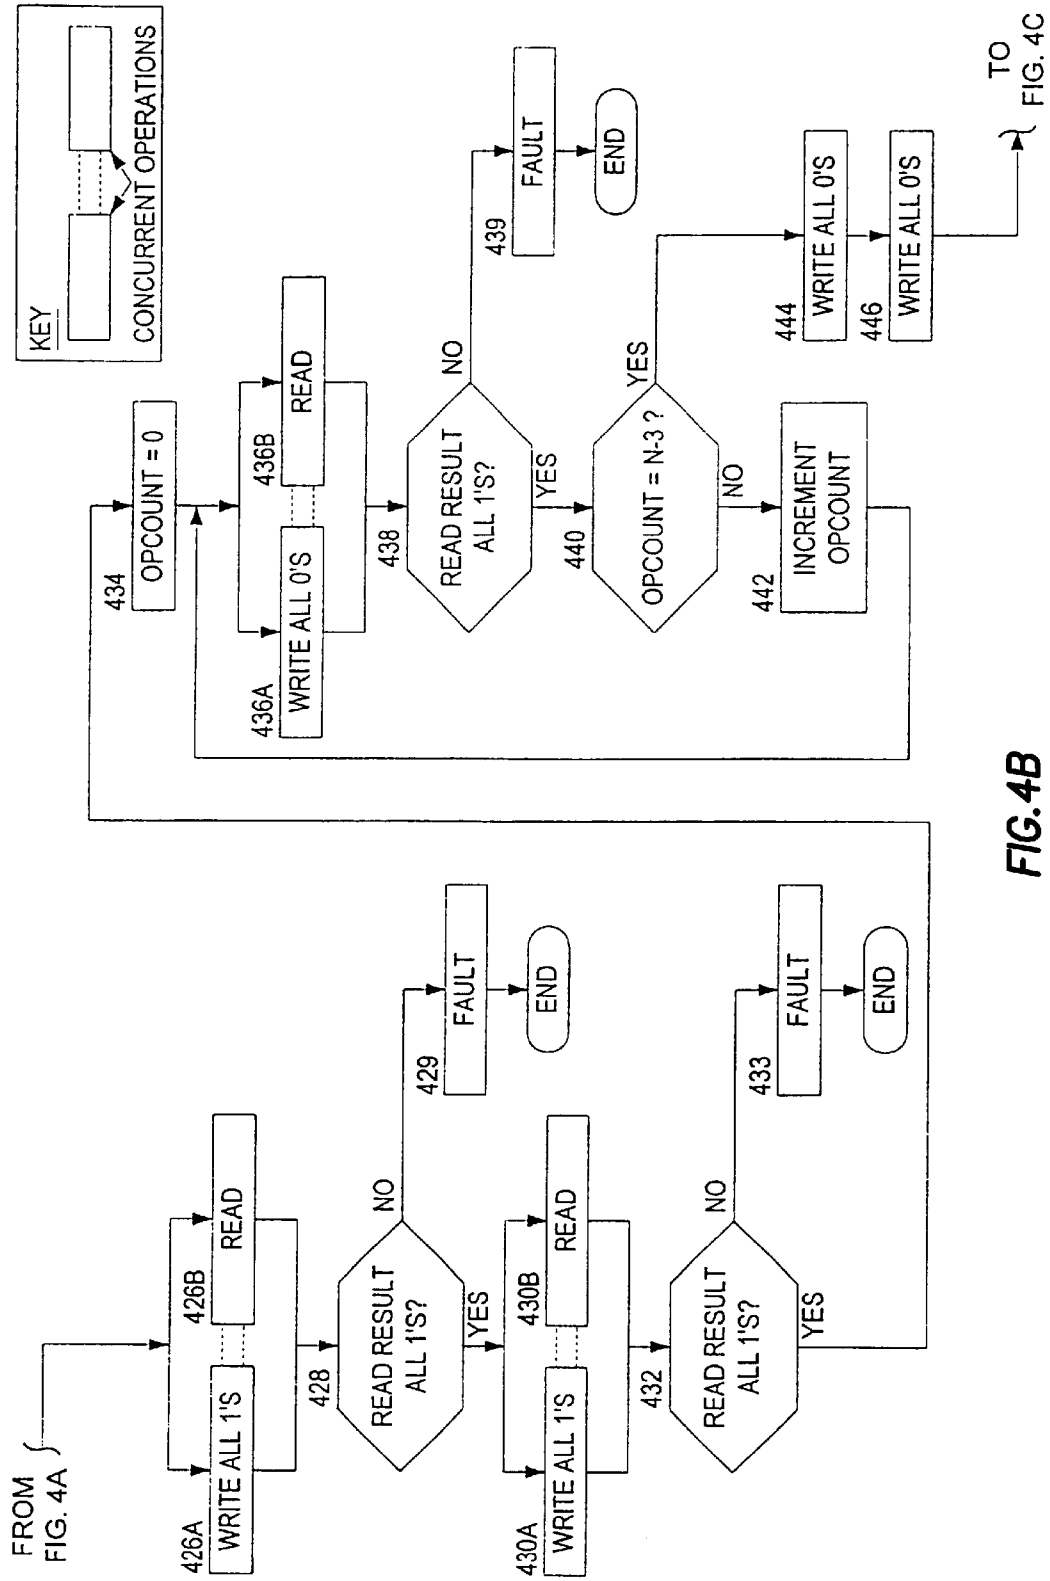 FROM
FIG. 4A
426A
WRITE ALL 1'S
426B
READ
428
READ RESULT
ALL 1'S?
NO
YES
429
FAULT
END
430A
WRITE ALL 1'S
430B
READ
432
READ RESULT
ALL 1'S?
NO
YES
433
FAULT
END
434
OPCOUNT = 0
436A
WRITE ALL 0'S
436B
READ
438
READ RESULT
ALL 1'S?
NO
YES
439
FAULT
END
440
OPCOUNT = N-3 ?
YES
NO
442
INCREMENT
OPCOUNT
444
WRITE ALL 0'S
446
WRITE ALL 0'S
TO
FIG. 4C
KEY
CONCURRENT OPERATIONS
FIG.4B